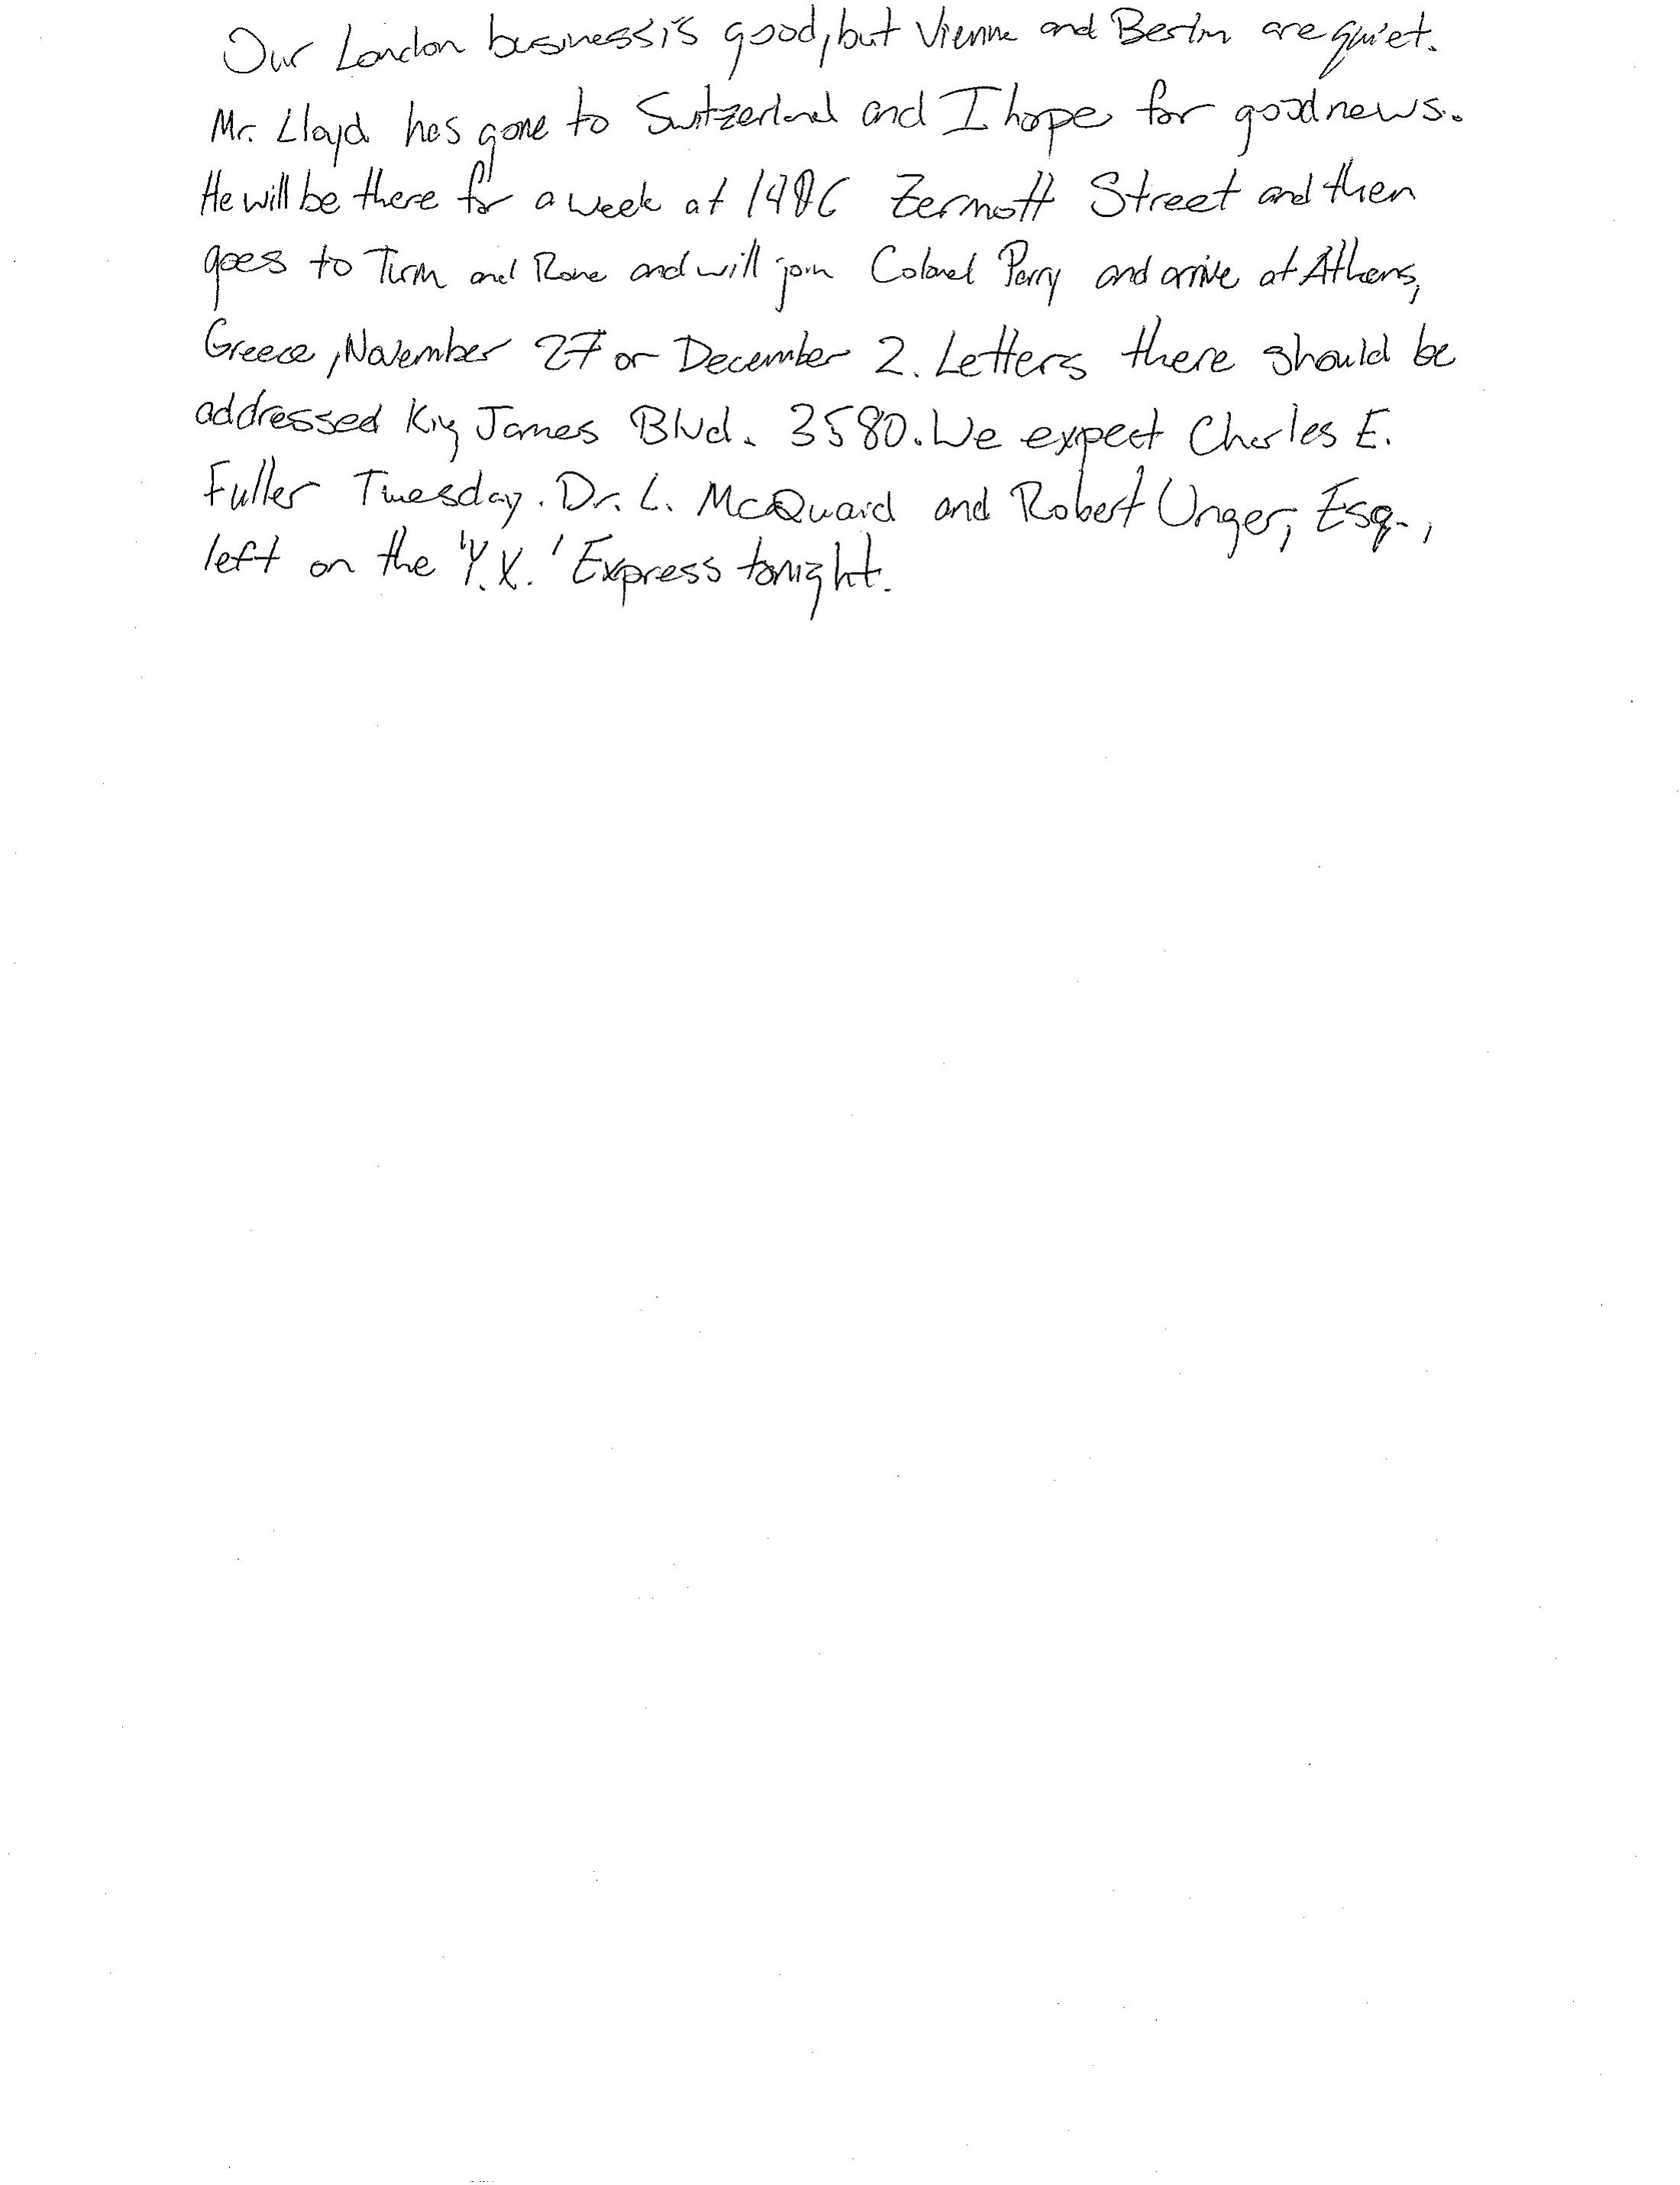 Our London business is good, but Vienna and Berlin are quiet.
Mr. Lloyd has gone to Switzerland and I hope for good news.
He will be there for a week at 1486 Zermott Street and then
goes to Turin and Rome and will join Colonel Parry and arrive at Athens,
Greece, November 27 or December 2. Letters there should be
addressed King James Blvd. 3580. We expect Charles E.
Fuller Tuesday. Dr. L. McQuaid and Robert Unger, Esq.,
left on the 'Y.X.' Express tonight.